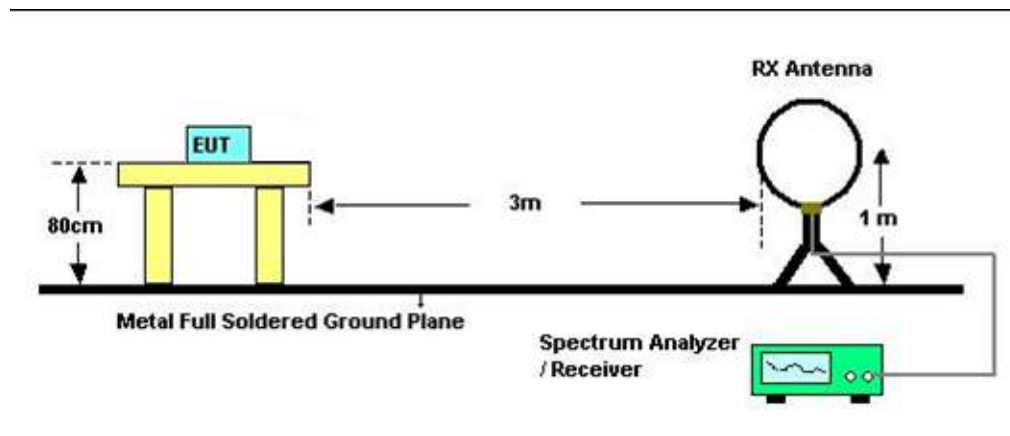 RX Antenna
EUT
80cm
3m
1 m
Metal Full Soldered Ground Plane
Spectrum Analyzer
/ Receiver